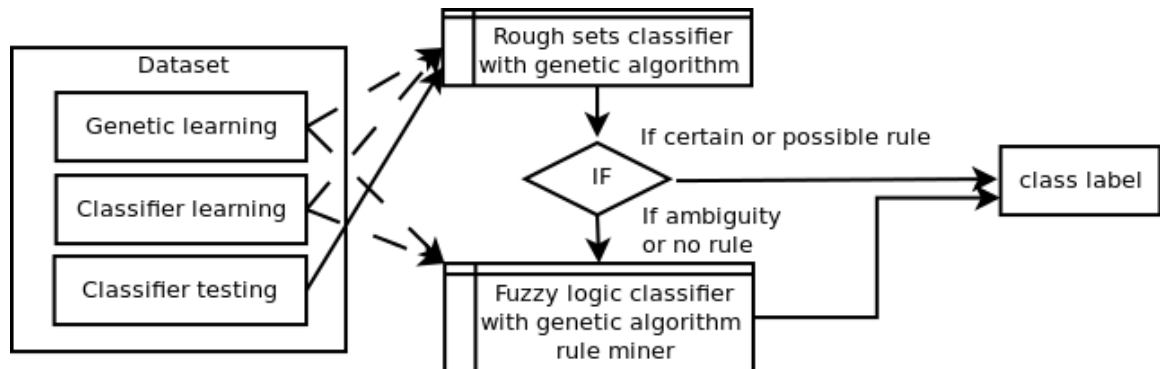 Dataset
Genetic learning
Classifier learning
Classifier testing
Rough sets classifier
with genetic algorithm
IF
If certain or possible rule
If ambiguity
or no rule
Fuzzy logic classifier
with genetic algorithm
rule miner
class label